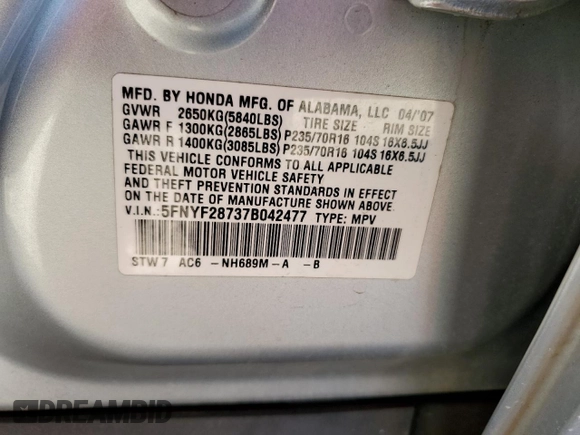 MFD. BY HONDA MFG. OF ALABAMA, LLC 04/'07
GVWR 2650KG(5840LBS) TIRE SIZE RIM SIZE
GAWR F 1300KG(2865LBS) P235/70R16 104S 16X6.5JJ
GAWR R 1400KG(3085LBS) P235/70R16 104S 16X6.5JJ
THIS VEHICLE CONFORMS TO ALL APPLICABLE
FEDERAL MOTOR VEHICLE SAFETY
AND THEFT PREVENTION STANDARDS IN EFFECT
ON THE DATE OF MANUFACTURE SHOWN ABOVE.
V.I.N.:5FNYF28737B042477 TYPE: MPV
STW7 AC6 -NH689M-A -B
DREAMBID